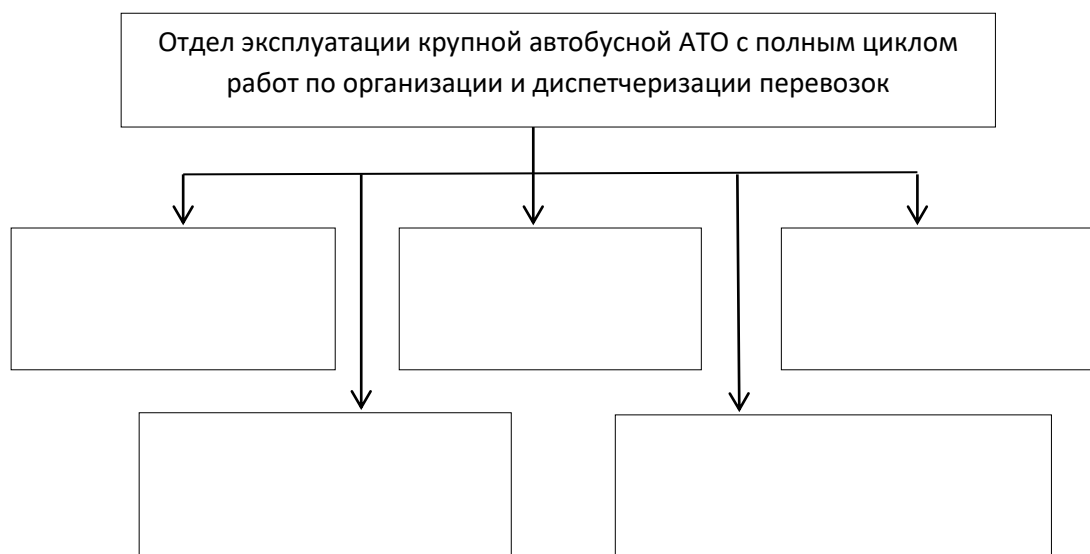 Отдел эксплуатации крупной автобусной АТО с полным циклом
работ по организации и диспетчеризации перевозок